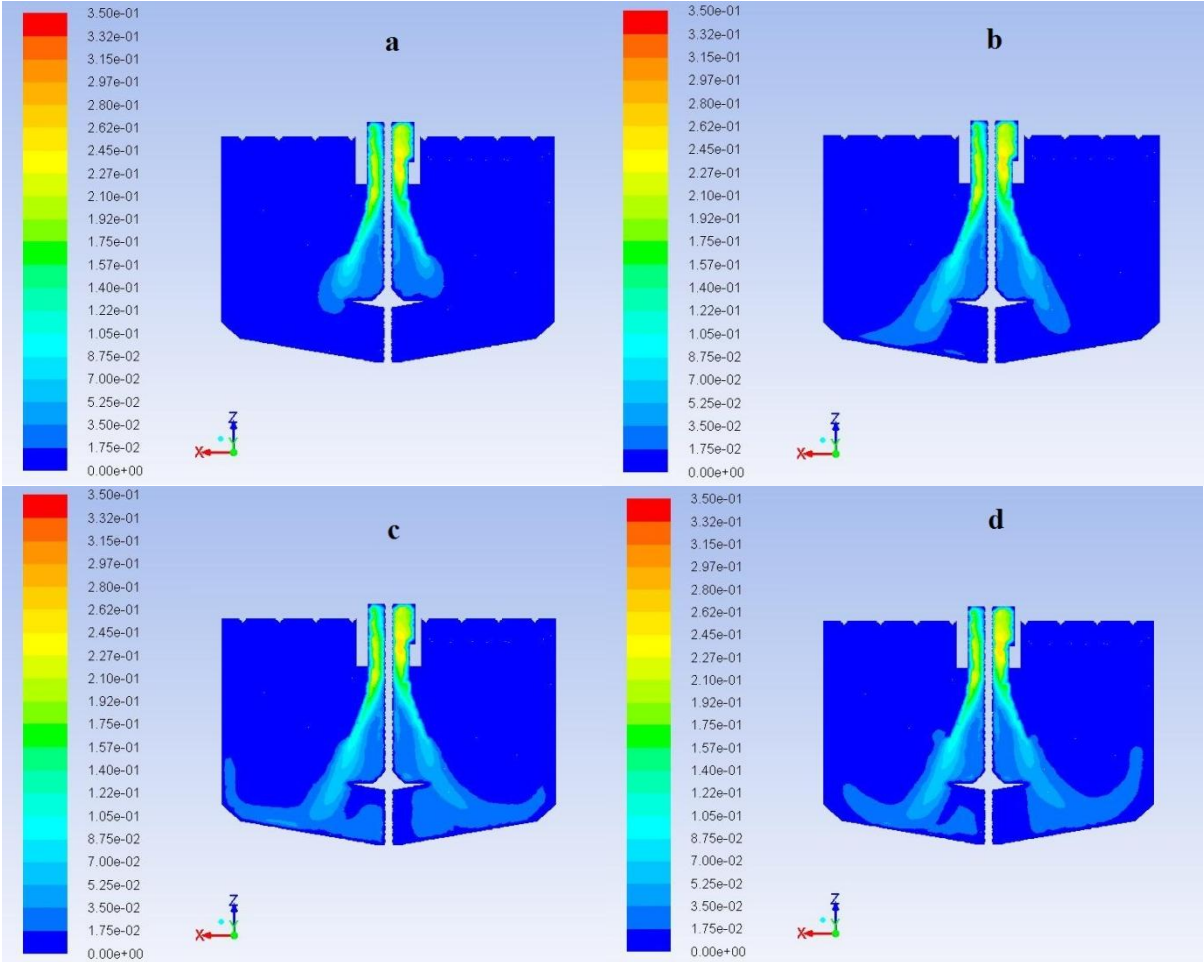 a
3.50e-01
3.32e-01
3.15e-01
2.97e-01
2.80e-01
2.62e-01
2.45e-01
2.27e-01
2.10e-01
1.92e-01
1.75e-01
1.57e-01
1.40e-01
1.22e-01
1.05e-01
8.75e-02
7.00e-02
5.25e-02
3.50e-02
1.75e-02
0.00e+00
Z
Y
X
b
3.50e-01
3.32e-01
3.15e-01
2.97e-01
2.80e-01
2.62e-01
2.45e-01
2.27e-01
2.10e-01
1.92e-01
1.75e-01
1.57e-01
1.40e-01
1.22e-01
1.05e-01
8.75e-02
7.00e-02
5.25e-02
3.50e-02
1.75e-02
0.00e+00
Z
Y
X
c
3.50e-01
3.32e-01
3.15e-01
2.97e-01
2.80e-01
2.62e-01
2.45e-01
2.27e-01
2.10e-01
1.92e-01
1.75e-01
1.57e-01
1.40e-01
1.22e-01
1.05e-01
8.75e-02
7.00e-02
5.25e-02
3.50e-02
1.75e-02
0.00e+00
Z
Y
X
d
3.50e-01
3.32e-01
3.15e-01
2.97e-01
2.80e-01
2.62e-01
2.45e-01
2.27e-01
2.10e-01
1.92e-01
1.75e-01
1.57e-01
1.40e-01
1.22e-01
1.05e-01
8.75e-02
7.00e-02
5.25e-02
3.50e-02
1.75e-02
0.00e+00
Z
Y
X